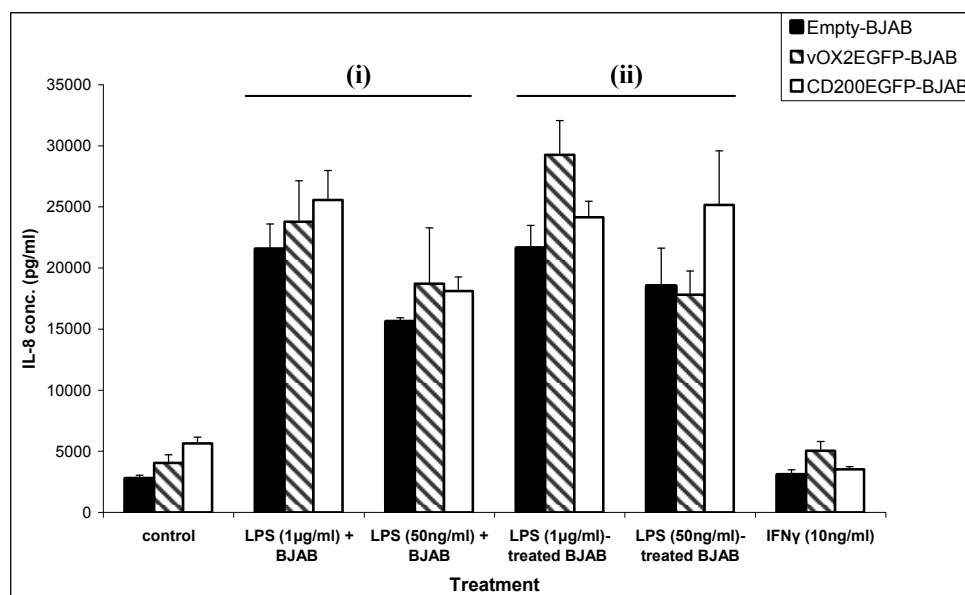 Empty-BJAB
vOX2EGFP-BJAB
CD200EGFP-BJAB
(i)
(ii)
35000
30000
25000
20000
15000
10000
5000
0
IL-8 conc. (pg/ml)
control
LPS (1µg/ml) +
BJAB
LPS (50ng/ml) +
BJAB
LPS (1µg/ml)-
treated BJAB
LPS (50ng/ml)-
treated BJAB
IFNγ (10ng/ml)
Treatment